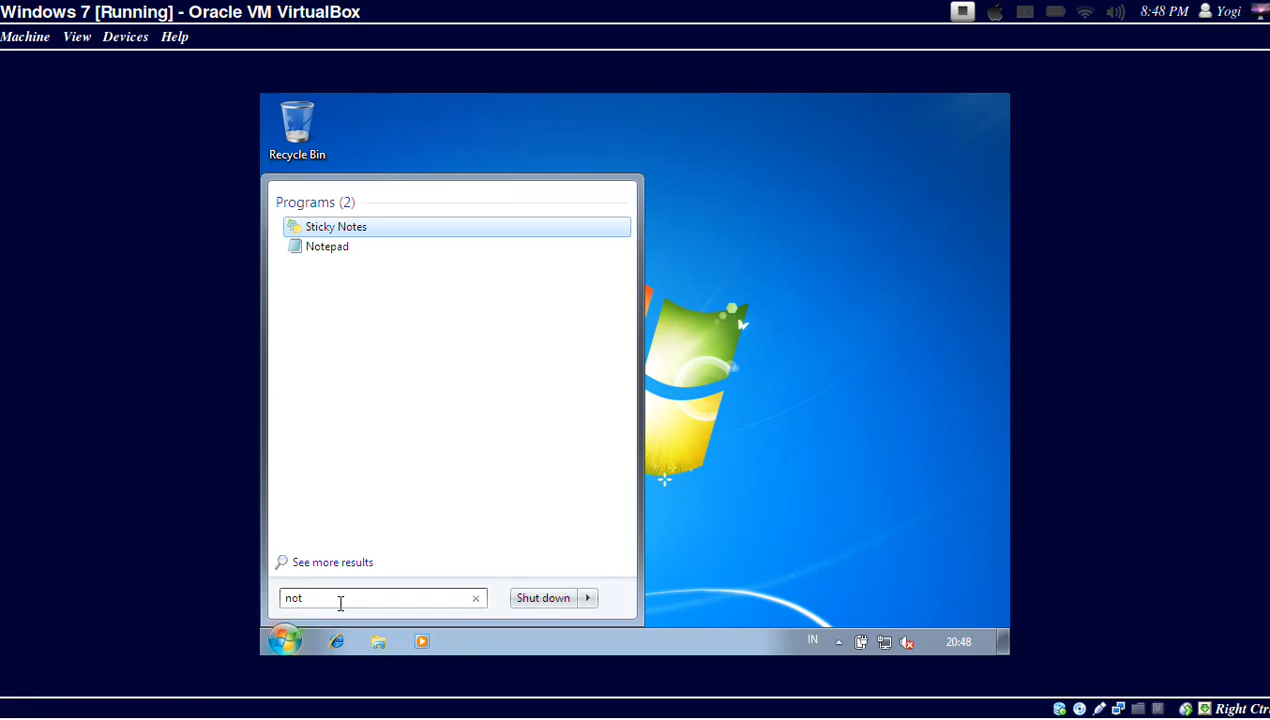 Windows 7 [Running] - Oracle VM VirtualBox
8:48 PM Yogi
Machine View Devices Help
Recycle Bin
Programs (2)
Sticky Notes
Notepad
See more results
not
Shut down
IN
20:48
Right Ctrl